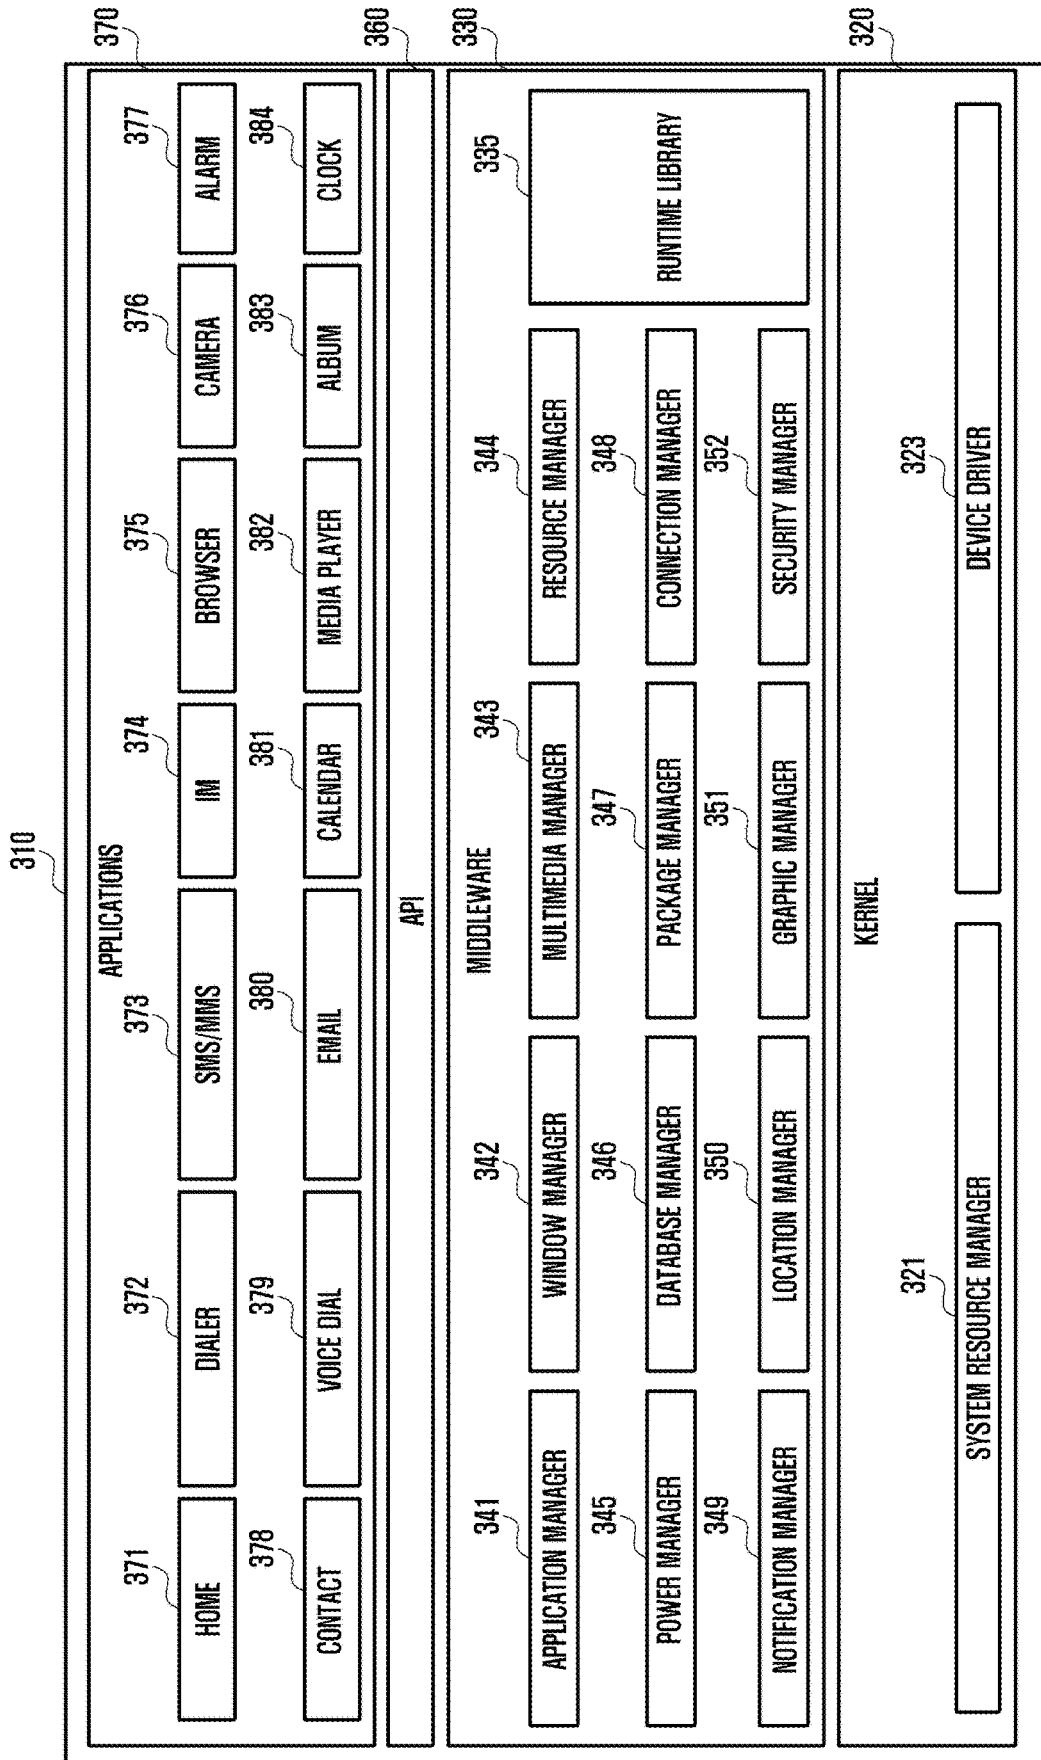 310
APPLICATIONS
370
371
372
373
374
375
376
377
HOME
DIALER
SMS/MMS
IM
BROWSER
CAMERA
ALARM
378
379
380
381
382
383
384
CONTACT
VOICE DIAL
EMAIL
CALENDAR
MEDIA PLAYER
ALBUM
CLOCK
API
360
MIDDLEWARE
330
341
342
343
344
335
APPLICATION MANAGER
WINDOW MANAGER
MULTIMEDIA MANAGER
RESOURCE MANAGER
345
346
347
348
POWER MANAGER
DATABASE MANAGER
PACKAGE MANAGER
CONNECTION MANAGER
RUNTIME LIBRARY
349
350
351
352
NOTIFICATION MANAGER
LOCATION MANAGER
GRAPHIC MANAGER
SECURITY MANAGER
KERNEL
320
321
323
SYSTEM RESOURCE MANAGER
DEVICE DRIVER